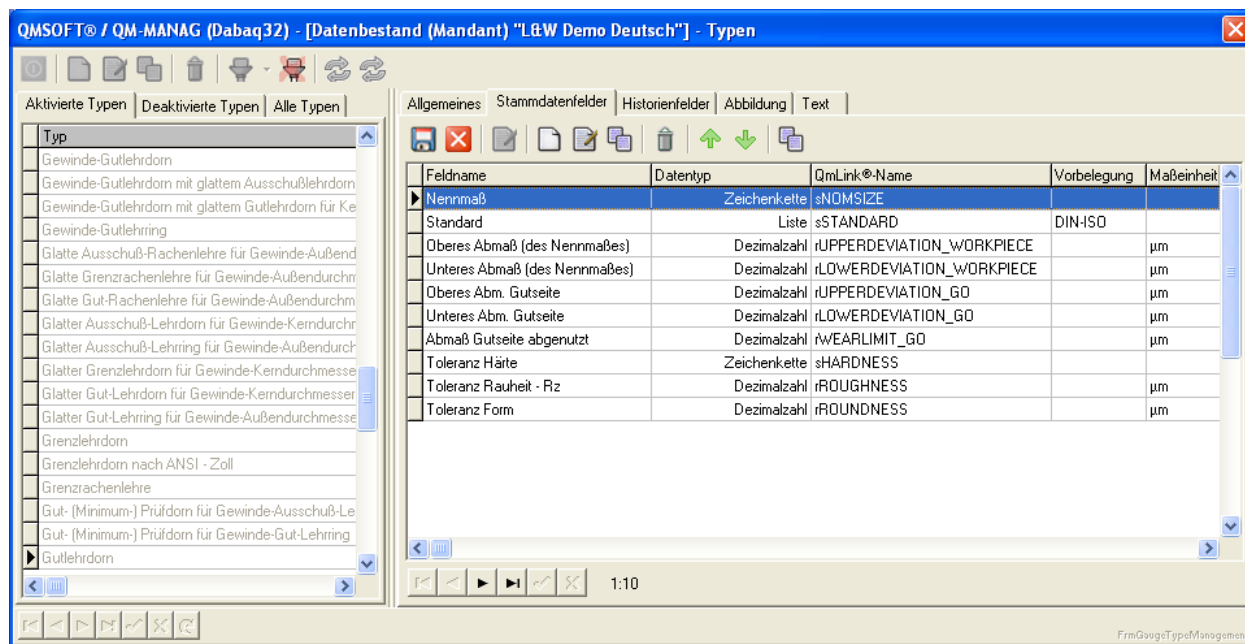 QMSOFT® / QM-MANAG (Dabaq32) - [Datenbestand (Mandant) "L&W Demo Deutsch"] - Typen
Aktivierte Typen Deaktivierte Typen Alle Typen
Typ
Gewinde-Gutlehrdorn
Gewinde-Gutlehrdorn mit glattem Ausschußlehrdorn
Gewinde-Gutlehrdorn mit glattem Gutlehrdorn für Ke
Gewinde-Gutlehrring
Glatte Ausschuß-Rachenlehre für Gewinde-Außend
Glatte Grenzrachenlehre für Gewinde-Außendurchm
Glatte Gut-Rachenlehre für Gewinde-Außendurchm
Glatter Ausschuß-Lehrdorn für Gewinde-Kerndurchr
Glatter Ausschuß-Lehrring für Gewinde-Außendurch
Glatter Grenzlehrdorn für Gewinde-Kerndurchmesse
Glatter Gut-Lehrdorn für Gewinde-Kerndurchmesser
Glatter Gut-Lehrring für Gewinde-Außendurchmesse
Grenzlehrdorn
Grenzlehrdorn nach ANSI - Zoll
Grenzrachenlehre
Gut- (Minimum-) Prüfdorn für Gewinde-Ausschuß-Le
Gut- (Minimum-) Prüfdorn für Gewinde-Gut-Lehrring
Gutlehrdorn
Allgemeines Stammdatenfelder Historienfelder Abbildung Text
Feldname Datentyp QmLink®-Name Vorbelegung Maßeinheit
Nennmaß Zeichenkette sNOMSIZE
Standard Liste sSTANDARD DIN-ISO
Oberes Abmaß (des Nennmaßes) Dezimalzahl rUPPERDEVIATION_WORKPIECE µm
Unteres Abmaß (des Nennmaßes) Dezimalzahl rLOWERDEVIATION_WORKPIECE µm
Oberes Abm. Gutseite Dezimalzahl rUPPERDEVIATION_GO µm
Unteres Abm. Gutseite Dezimalzahl rLOWERDEVIATION_GO µm
Abmaß Gutseite abgenutzt Dezimalzahl rWEARLIMIT_GO µm
Toleranz Härte Zeichenkette sHARDNESS
Toleranz Rauheit - Rz Dezimalzahl rROUGHNESS µm
Toleranz Form Dezimalzahl rROUNDNESS µm
1:10
FrmGaugeTypeManagemen